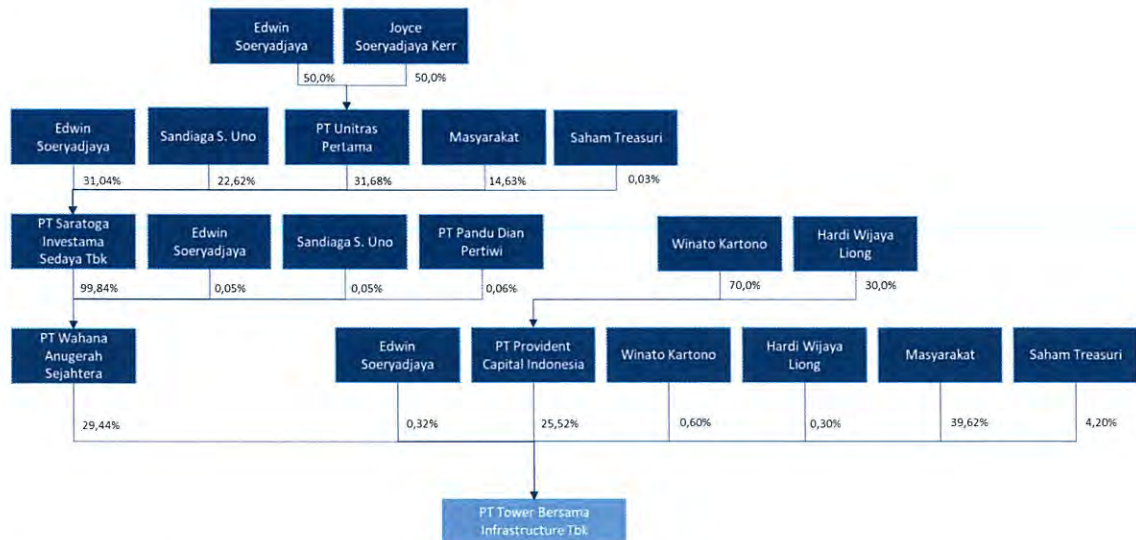 Edwin
Soeryadjaya
Joyce
Soeryadjaya Kerr
50,0%
50,0%
Edwin
Soeryadjaya
Sandiaga S. Uno
PT Unitras
Pertama
Masyarakat
Saham Treasuri
31,04%
22,62%
31,68%
14,63%
0,03%
PT Saratoga
Investama
Sedaya Tbk
Edwin
Soeryadjaya
Sandiaga S. Uno
PT Pandu Dian
Pertiwi
Winato Kartono
Hardi Wijaya
Liong
99,84%
0,05%
0,05%
0,06%
70,0%
30,0%
PT Wahana
Anugerah
Sejahtera
Edwin
Soeryadjaya
PT Provident
Capital Indonesia
Winato Kartono
Hardi Wijaya
Liong
Masyarakat
Saham Treasuri
29,44%
0,32%
25,52%
0,60%
0,30%
39,62%
4,20%
PT Tower Bersama
Infrastructure Tbk